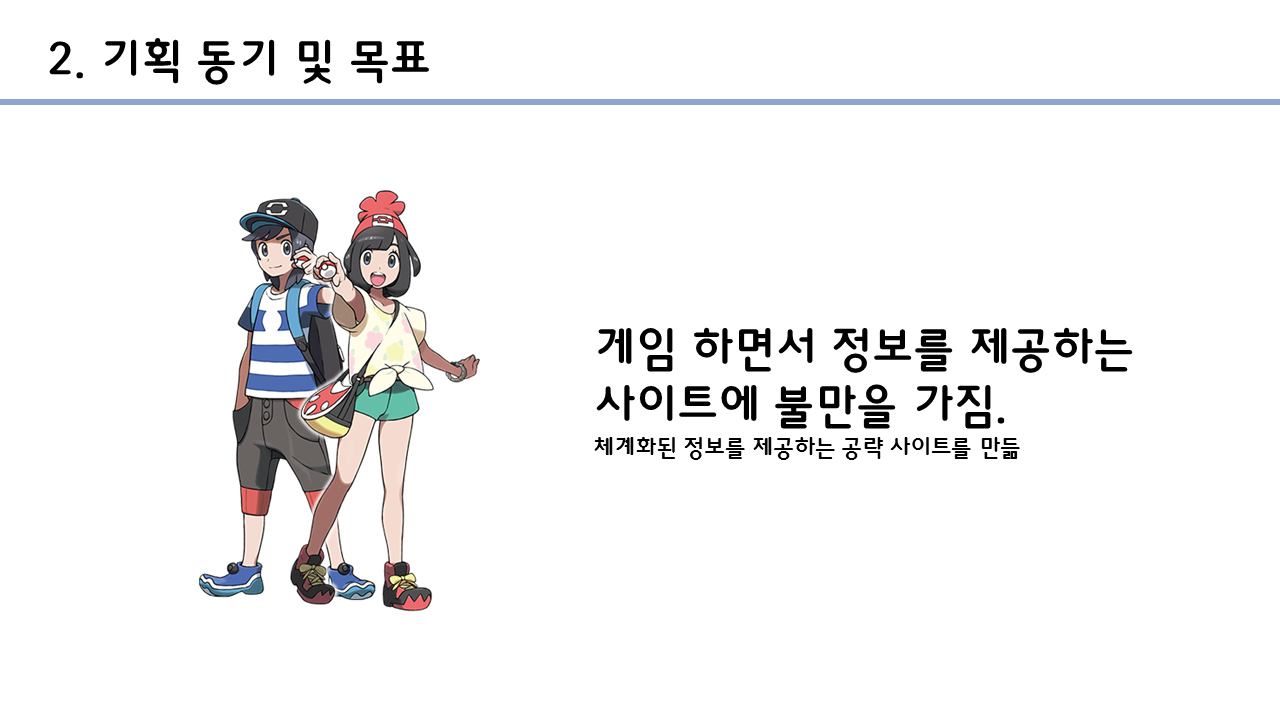 2. 기획 동기 및 목표
게임 하면서 정보를 제공하는
사이트에 불만을 가짐.
체계화된 정보를 제공하는 공략 사이트를 만듦